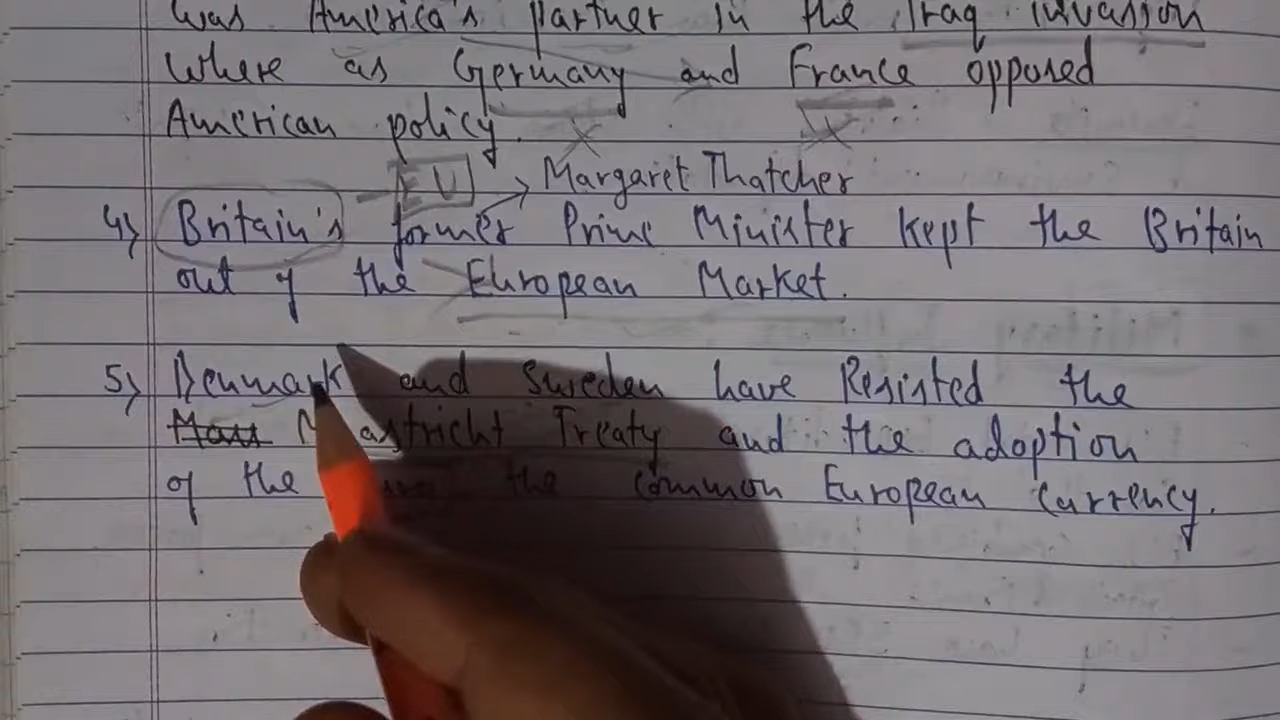 was America's partner in the Iraq invasion
where as Germany and France opposed
American policy.
EU → Margaret Thatcher
4) Britain's former Prime Minister kept the Britain
out of the European Market.
5) Denmark and Sweden have Resisted the
Mass Mastricht Treaty and the adoption
of the the common European currency.